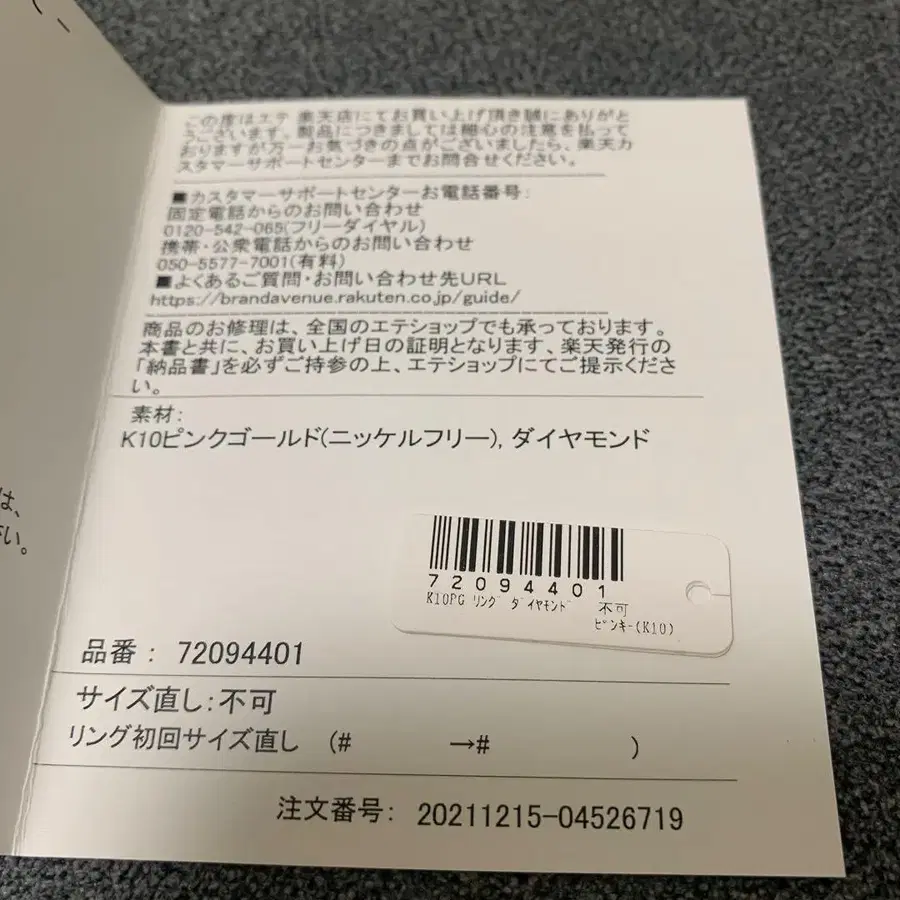 この度はエテ 楽天店にてお買い上げ頂き誠にありがと
うございます。製品につきましては細心の注意を払って
おりますが万一お気づきの点がございましたら、楽天カ
スタマーサポートセンターまでお問合せください。
■カスタマーサポートセンターお電話番号:
固定電話からのお問い合わせ
0120-542-065(フリーダイヤル)
携帯・公衆電話からのお問い合わせ
050-5577-7001(有料)
■よくあるご質問・お問い合わせ先URL
https://brandavenue.rakuten.co.jp/guide/
商品のお修理は、全国のエテショップでも承っております。
本書と共に、お買い上げ日の証明となります、楽天発行の
「納品書」を必ずご持参の上、エテショップにてご提示くださ
い。
素材:
K10ピンクゴールド(ニッケルフリー), ダイヤモンド
は、
い。
72094401
K10PG リング ダイヤモンド 不可
ピンキー(K10)
品番: 72094401
サイズ直し:不可
リング初回サイズ直し (# →# )
注文番号: 20211215-04526719